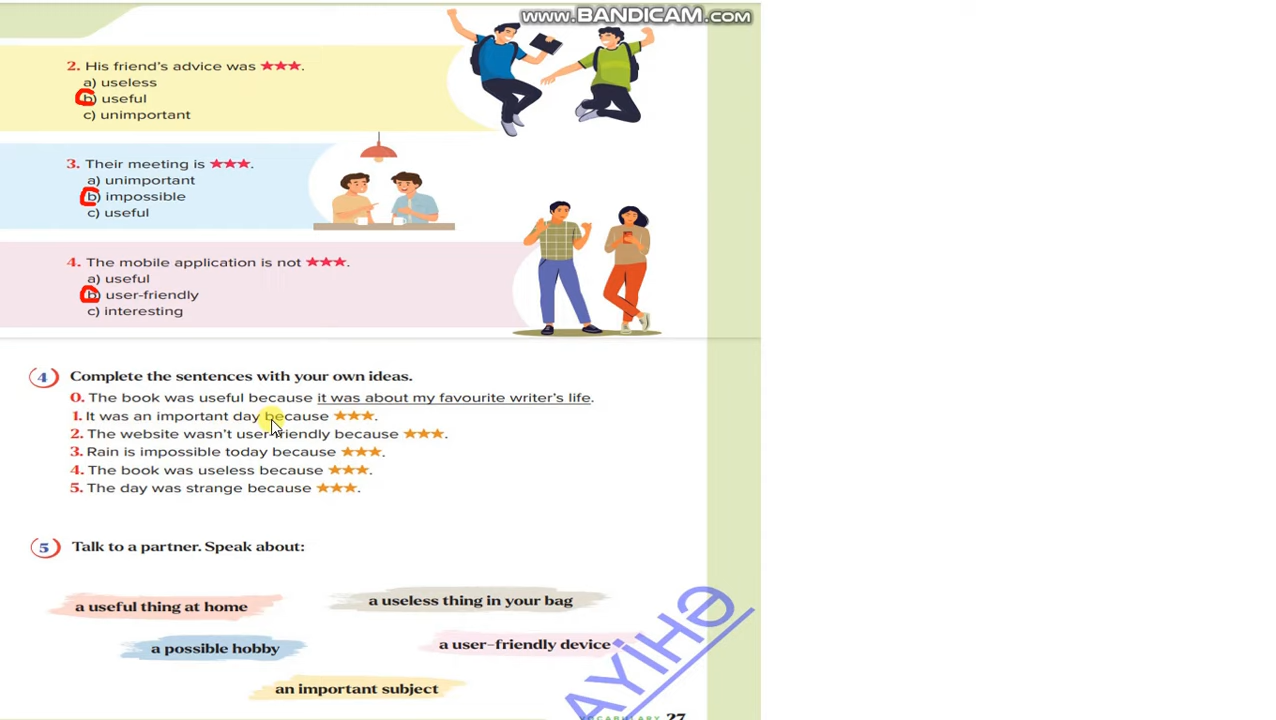 www.BANDICAM.com
2. His friend's advice was ★★★.
a) useless
b) useful
c) unimportant
3. Their meeting is ★★★.
a) unimportant
b) impossible
c) useful
4. The mobile application is not ★★★.
a) useful
b) user-friendly
c) interesting
4 Complete the sentences with your own ideas.
0. The book was useful because it was about my favourite writer's life.
1. It was an important day because ★★★.
2. The website wasn't user-friendly because ★★★.
3. Rain is impossible today because ★★★.
4. The book was useless because ★★★.
5. The day was strange because ★★★.
5 Talk to a partner. Speak about:
a useful thing at home
a useless thing in your bag
a possible hobby
a user-friendly device
an important subject
AYİHƏ
VOCABULARY 27